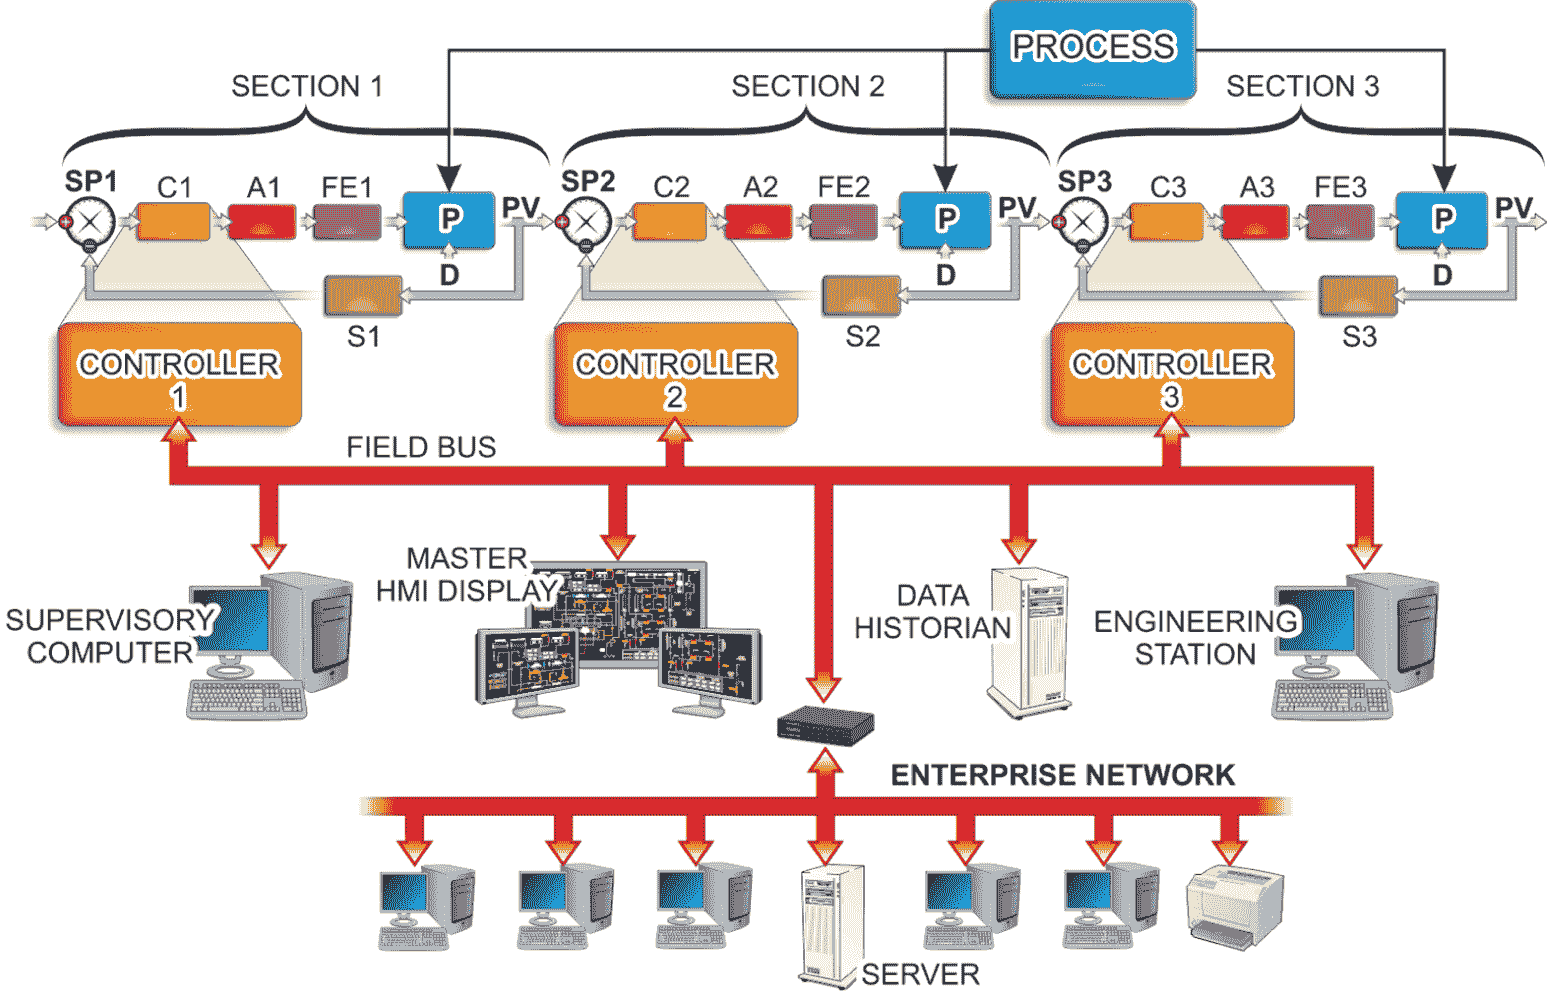 PROCESS
SECTION 1
SECTION 2
SECTION 3
SP1
C1
A1
FE1
P
PV
D
S1
SP2
C2
A2
FE2
P
PV
D
S2
SP3
C3
A3
FE3
P
PV
D
S3
CONTROLLER
1
CONTROLLER
2
CONTROLLER
3
FIELD BUS
SUPERVISORY
COMPUTER
MASTER
HMI DISPLAY
DATA
HISTORIAN
ENGINEERING
STATION
ENTERPRISE NETWORK
SERVER